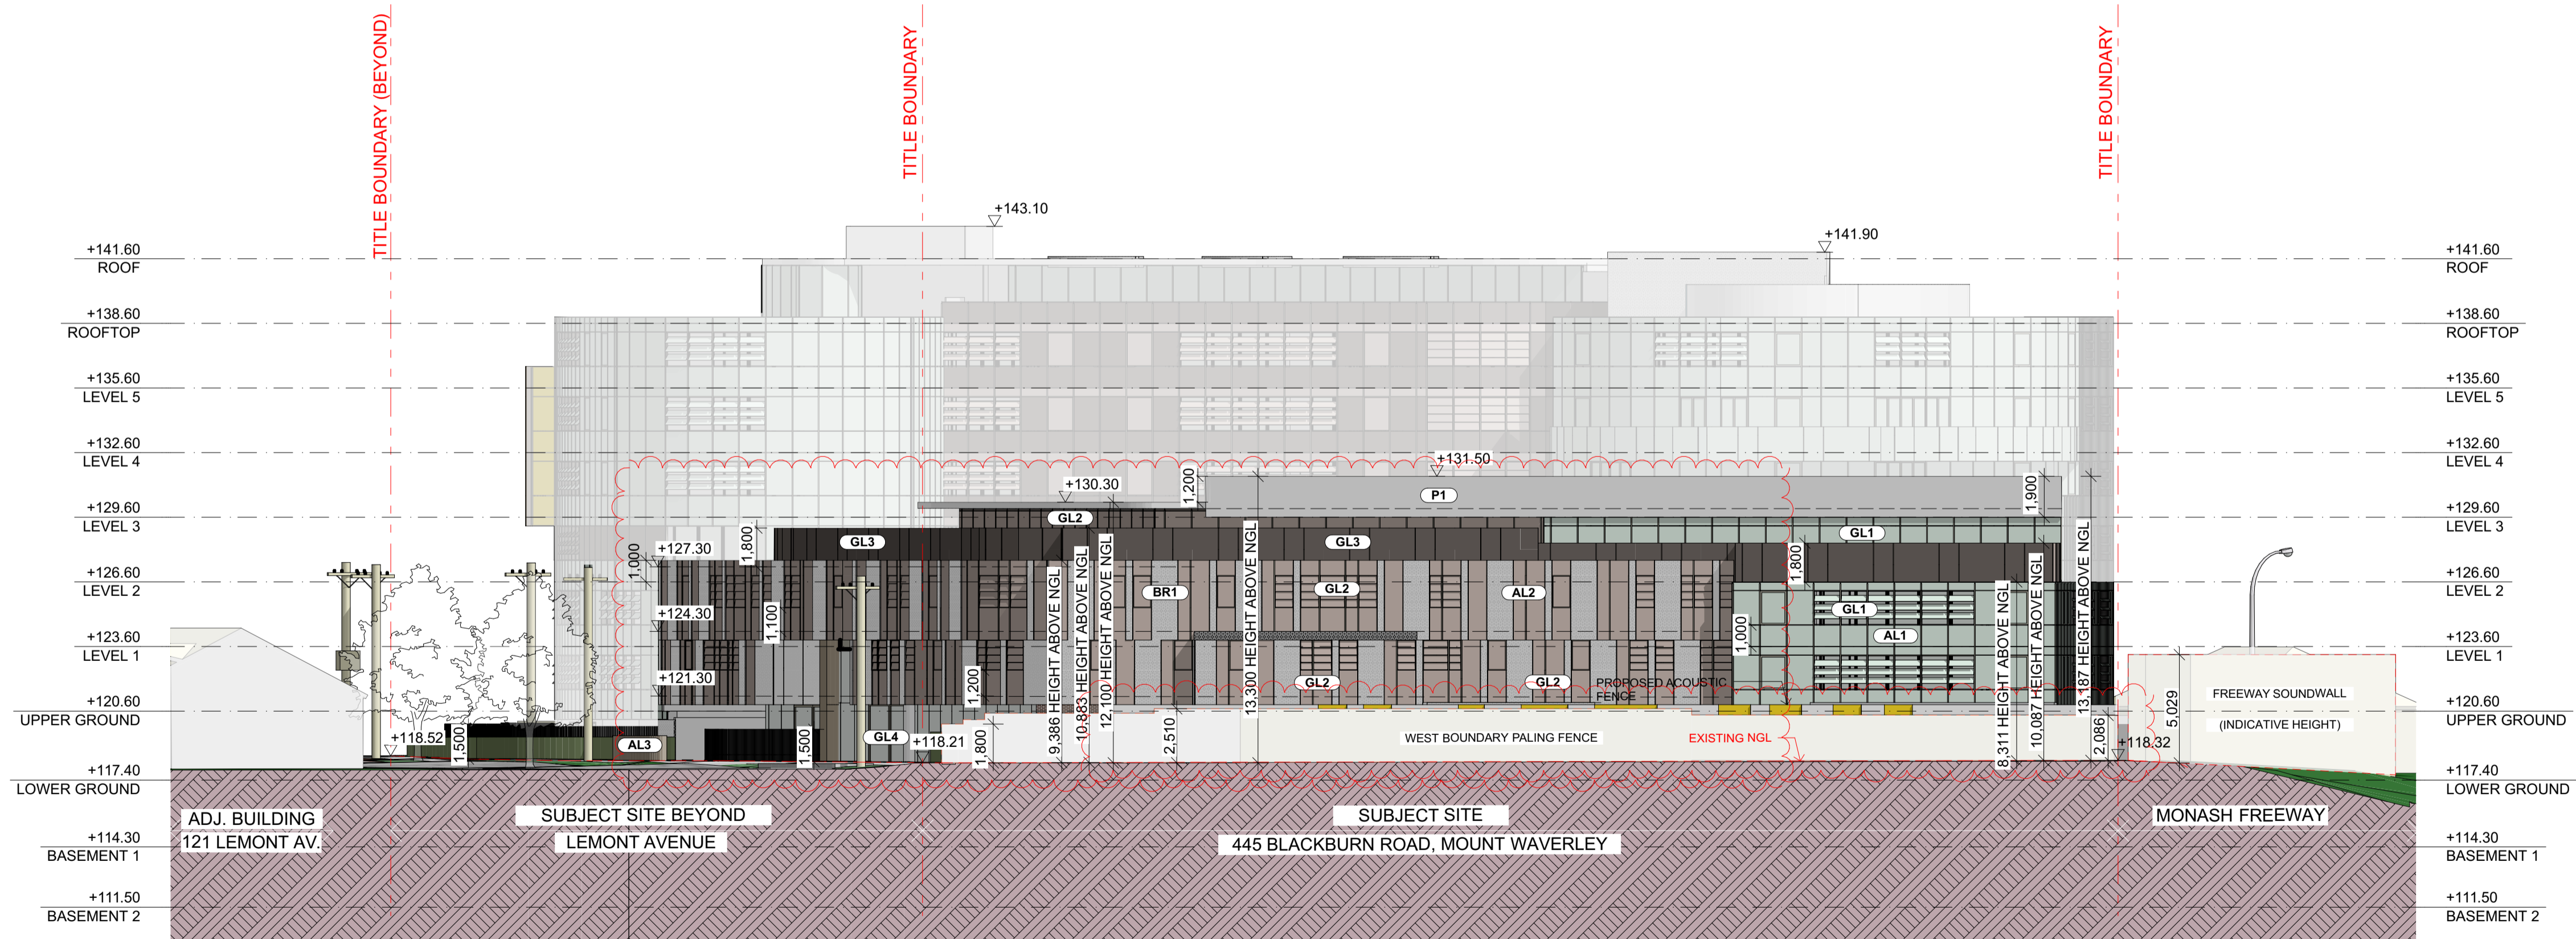 TITLE BOUNDARY (BEYOND)
TITLE BOUNDARY
TITLE BOUNDARY
+143.10
+141.90
+141.60
ROOF
+141.60
ROOF
+138.60
ROOFTOP
+138.60
ROOFTOP
+135.60
LEVEL 5
+135.60
LEVEL 5
+132.60
LEVEL 4
+132.60
LEVEL 4
+131.50
+130.30
1,200
P1
1,900
+129.60
LEVEL 3
+129.60
LEVEL 3
GL2
GL1
GL3
GL3
1,800
+127.30
1,000
1,800
+126.60
LEVEL 2
+126.60
LEVEL 2
BR1
GL2
AL2
GL1
AL1
+124.30
1,100
1,000
+123.60
LEVEL 1
+123.60
LEVEL 1
9,386 HEIGHT ABOVE NGL
10,883 HEIGHT ABOVE NGL
12,100 HEIGHT ABOVE NGL
13,300 HEIGHT ABOVE NGL
8,311 HEIGHT ABOVE NGL
10,087 HEIGHT ABOVE NGL
13,187 HEIGHT ABOVE NGL
+121.30
1,200
GL2
GL2
PROPOSED ACOUSTIC
FENCE
FREEWAY SOUNDWALL
(INDICATIVE HEIGHT)
5,029
+120.60
UPPER GROUND
+120.60
UPPER GROUND
+118.52
1,500
AL3
1,500
GL4
+118.21
1,800
2,510
WEST BOUNDARY PALING FENCE
EXISTING NGL
2,086
+118.32
+117.40
LOWER GROUND
+117.40
LOWER GROUND
ADJ. BUILDING
121 LEMONT AV.
SUBJECT SITE BEYOND
LEMONT AVENUE
SUBJECT SITE
445 BLACKBURN ROAD, MOUNT WAVERLEY
MONASH FREEWAY
+114.30
BASEMENT 1
+114.30
BASEMENT 1
+111.50
BASEMENT 2
+111.50
BASEMENT 2